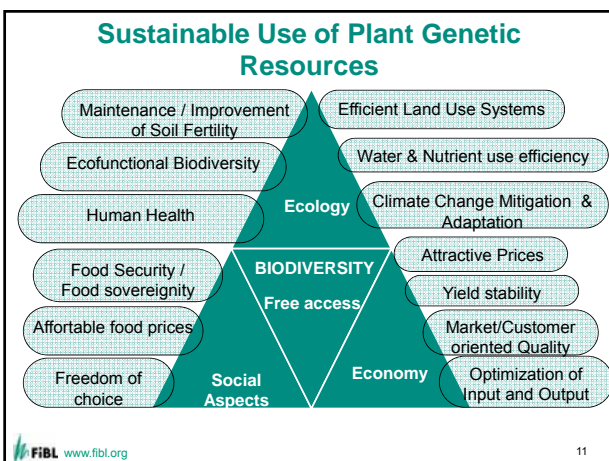 Sustainable Use of Plant Genetic
Resources
Maintenance / Improvement
of Soil Fertility
Ecofunctional Biodiversity
Human Health
Food Security /
Food sovereignity
Affortable food prices
Freedom of
choice
Efficient Land Use Systems
Water & Nutrient use efficiency
Climate Change Mitigation &
Adaptation
Attractive Prices
Yield stability
Market/Customer
oriented Quality
Optimization of
Input and Output
Ecology
BIODIVERSITY
Free access
Social
Aspects
Economy
FiBL www.fibl.org
11